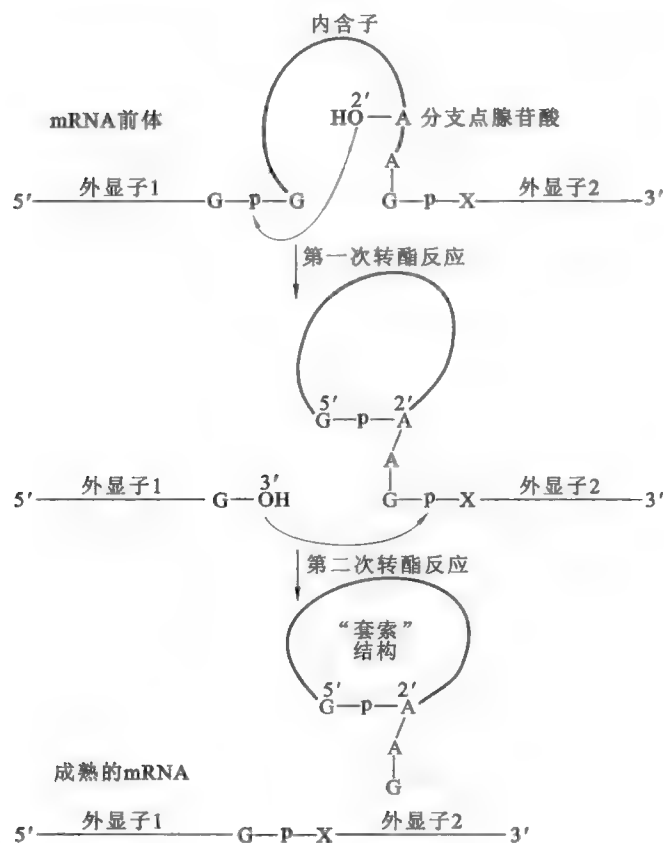 内含子
2′
mRNA前体
HO—A 分支点腺苷酸
A
5′ 外显子1 G—p—G G—p—X 外显子2 3′
第一次转酯反应
5′ 2′
G—p—A
A
5′ 外显子1 G—OH 3′ G—p—X 外显子2 3′
第二次转酯反应
“套索”
结构
5′ 2′
G—p—A
A
成熟的mRNA G
5′ 外显子1 G—p—X 外显子2 3′